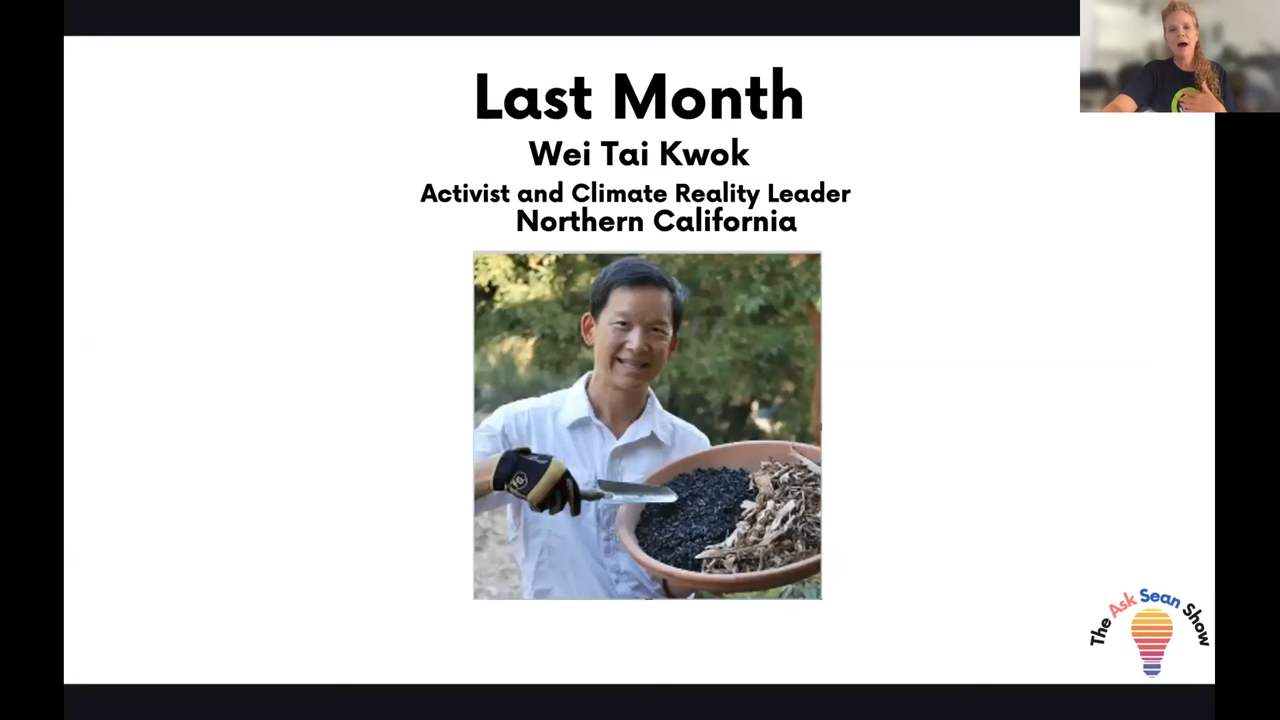 Last Month
Wei Tai Kwok
Activist and Climate Reality Leader
Northern California
The Ask Sean Show